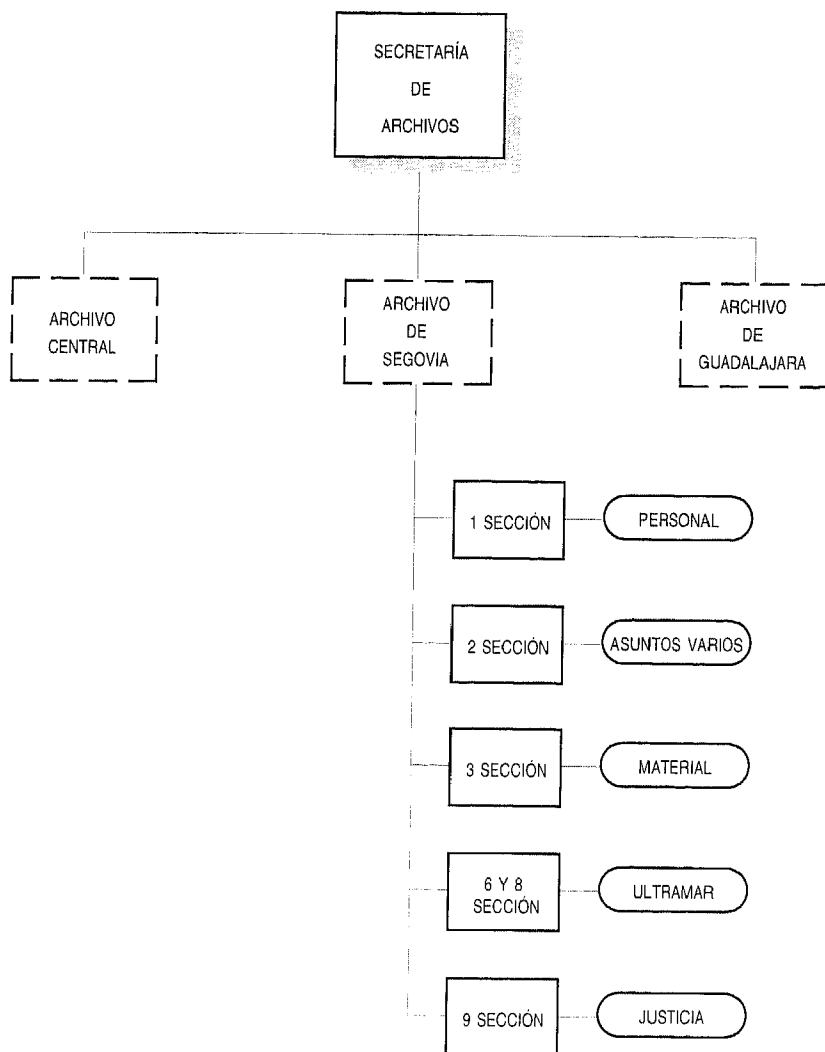 SECRETARÍA
DE
ARCHIVOS
ARCHIVO
CENTRAL
ARCHIVO
DE
SEGOVIA
ARCHIVO
DE
GUADALAJARA
1 SECCIÓN
PERSONAL
2 SECCIÓN
ASUNTOS VARIOS
3 SECCIÓN
MATERIAL
6 Y 8
SECCIÓN
ULTRAMAR
9 SECCIÓN
JUSTICIA